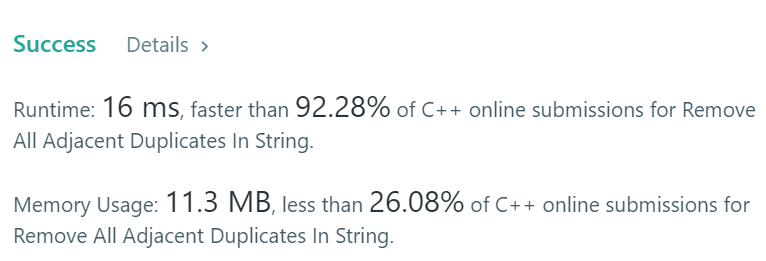 Success Details >
Runtime: 16 ms, faster than 92.28% of C++ online submissions for Remove
All Adjacent Duplicates In String.
Memory Usage: 11.3 MB, less than 26.08% of C++ online submissions for
Remove All Adjacent Duplicates In String.